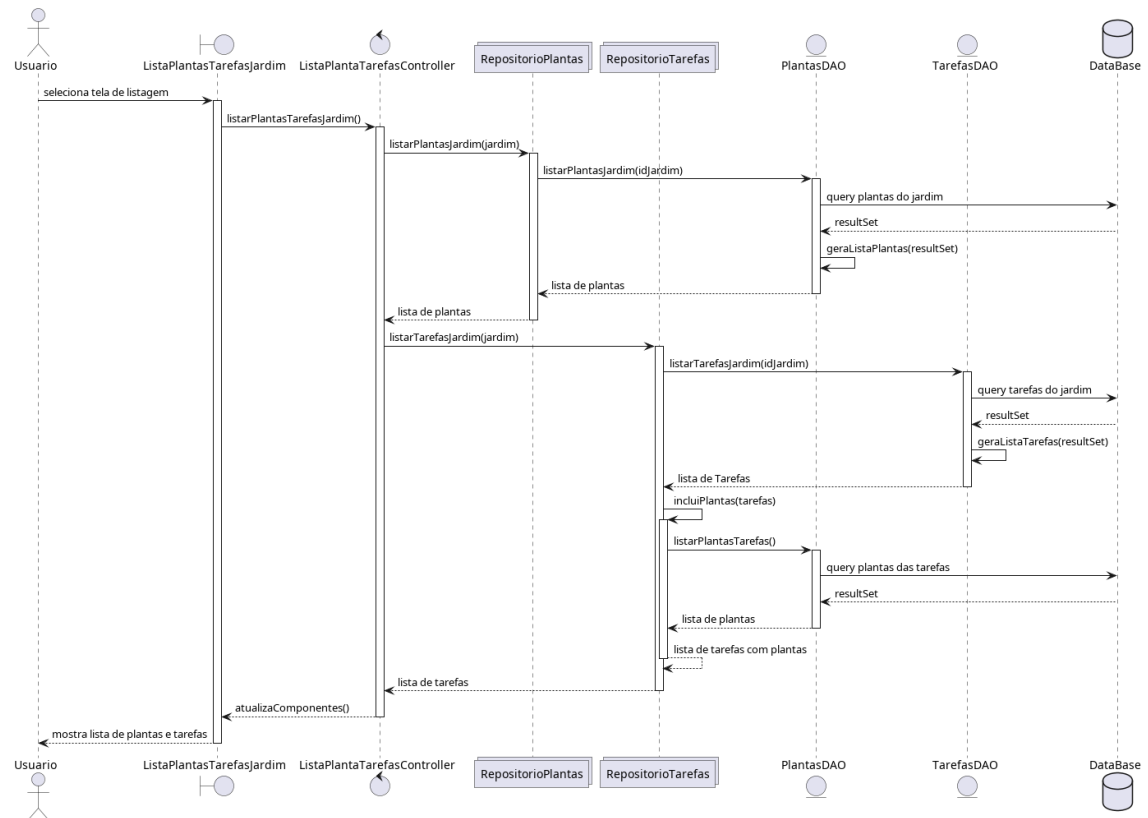 Usuario
ListaPlantasTarefasJardim
ListaPlantaTarefasController
RepositorioPlantas
RepositorioTarefas
PlantasDAO
TarefasDAO
DataBase
seleciona tela de listagem
listarPlantasTarefasJardim()
listarPlantasJardim(jardim)
listarPlantasJardim(idJardim)
query plantas do jardim
resultSet
geraListaPlantas(resultSet)
lista de plantas
lista de plantas
listarTarefasJardim(jardim)
listarTarefasJardim(idJardim)
query tarefas do jardim
resultSet
geraListaTarefas(resultSet)
lista de Tarefas
incluiPlantas(tarefas)
listarPlantasTarefas()
query plantas das tarefas
resultSet
lista de plantas
lista de tarefas com plantas
lista de tarefas
atualizaComponentes()
mostra lista de plantas e tarefas
Usuario
ListaPlantasTarefasJardim
ListaPlantaTarefasController
RepositorioPlantas
RepositorioTarefas
PlantasDAO
TarefasDAO
DataBase